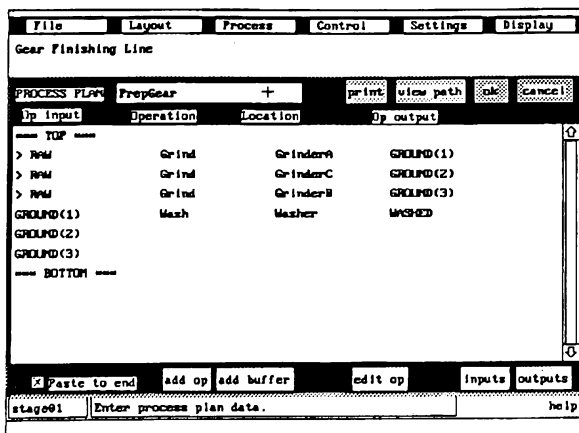 File Layout Process Control Settings Display
Gear Finishing Line
PROCESS PLAN PrepGear + print view path ok cancel
Op input Operation Location Op output
=== TOP ===
> RAW Grind GrinderA GROUND(1)
> RAW Grind GrinderC GROUND(2)
> RAW Grind GrinderB GROUND(3)
GROUND(1) Wash Washer WASHED
GROUND(2)
GROUND(3)
=== BOTTOM ===
x Paste to end add op add buffer edit op inputs outputs
stage01 Enter process plan data. help